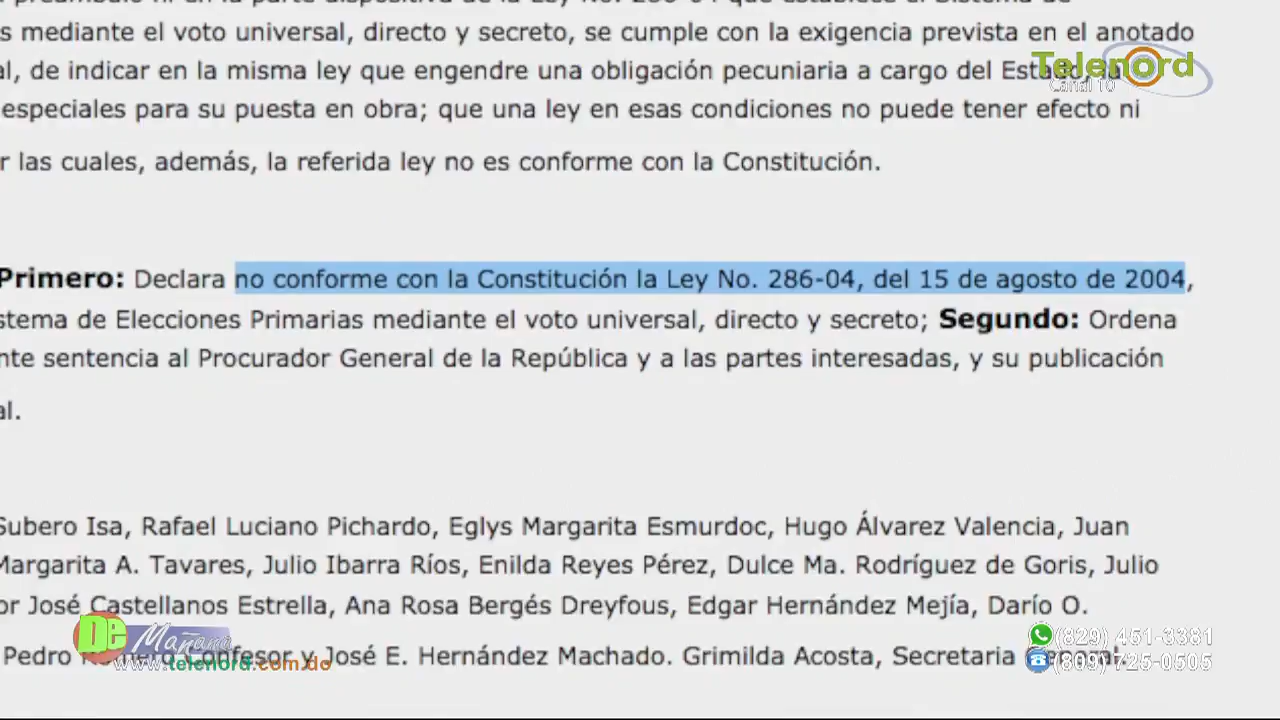 s mediante el voto universal, directo y secreto, se cumple con la exigencia prevista en el anotado
al, de indicar en la misma ley que engendre una obligación pecuniaria a cargo del
especiales para su puesta en obra; que una ley en esas condiciones no puede tener efecto ni
r las cuales, además, la referida ley no es conforme con la Constitución.
Primero: Declara no conforme con la Constitución la Ley No. 286-04, del 15 de agosto de 2004,
stema de Elecciones Primarias mediante el voto universal, directo y secreto; Segundo: Ordena
nte sentencia al Procurador General de la República y a las partes interesadas, y su publicación
al.
Subero Isa, Rafael Luciano Pichardo, Eglys Margarita Esmurdoc, Hugo Álvarez Valencia, Juan
Margarita A. Tavares, Julio Ibarra Ríos, Enilda Reyes Pérez, Dulce Ma. Rodríguez de Goris, Julio
or José Castellanos Estrella, Ana Rosa Bergés Dreyfous, Edgar Hernández Mejía, Darío O.
Pedro y José E. Hernández Machado. Grimilda Acosta, Secretaria
Telenord
Canal 10
De Mañana
www.telenord.com.do
(829) 451-3381
(809) 725-0505